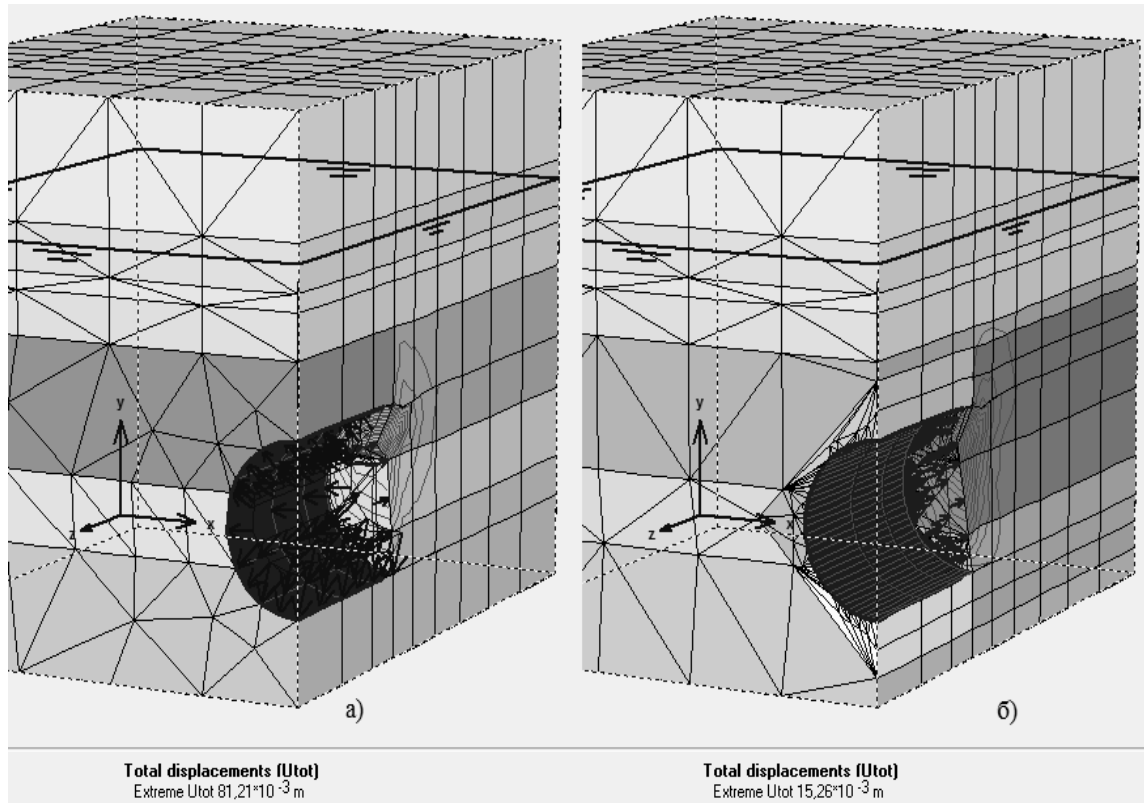 y
x
z
а)
y
x
z
б)
Total displacements (Utot)
Extreme Utot 81,21*10 -3 m
Total displacements (Utot)
Extreme Utot 15,26*10 -3 m